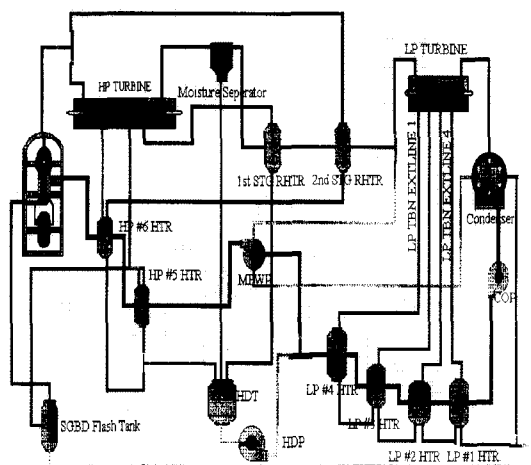 LP TURBINE
HP TURBINE
Moisture Seperator
LP TBN EXTLINE 1
LP TBN EXTLINE 4
1st STG RHTR
2nd STG RHTR
Condenser
HP #6 HTR
HP #5 HTR
MFWP
COP
LP #4 HTR
HDT
LP #3 HTR
SGBD Flash Tank
HDP
LP #2 HTR
LP #1 HTR